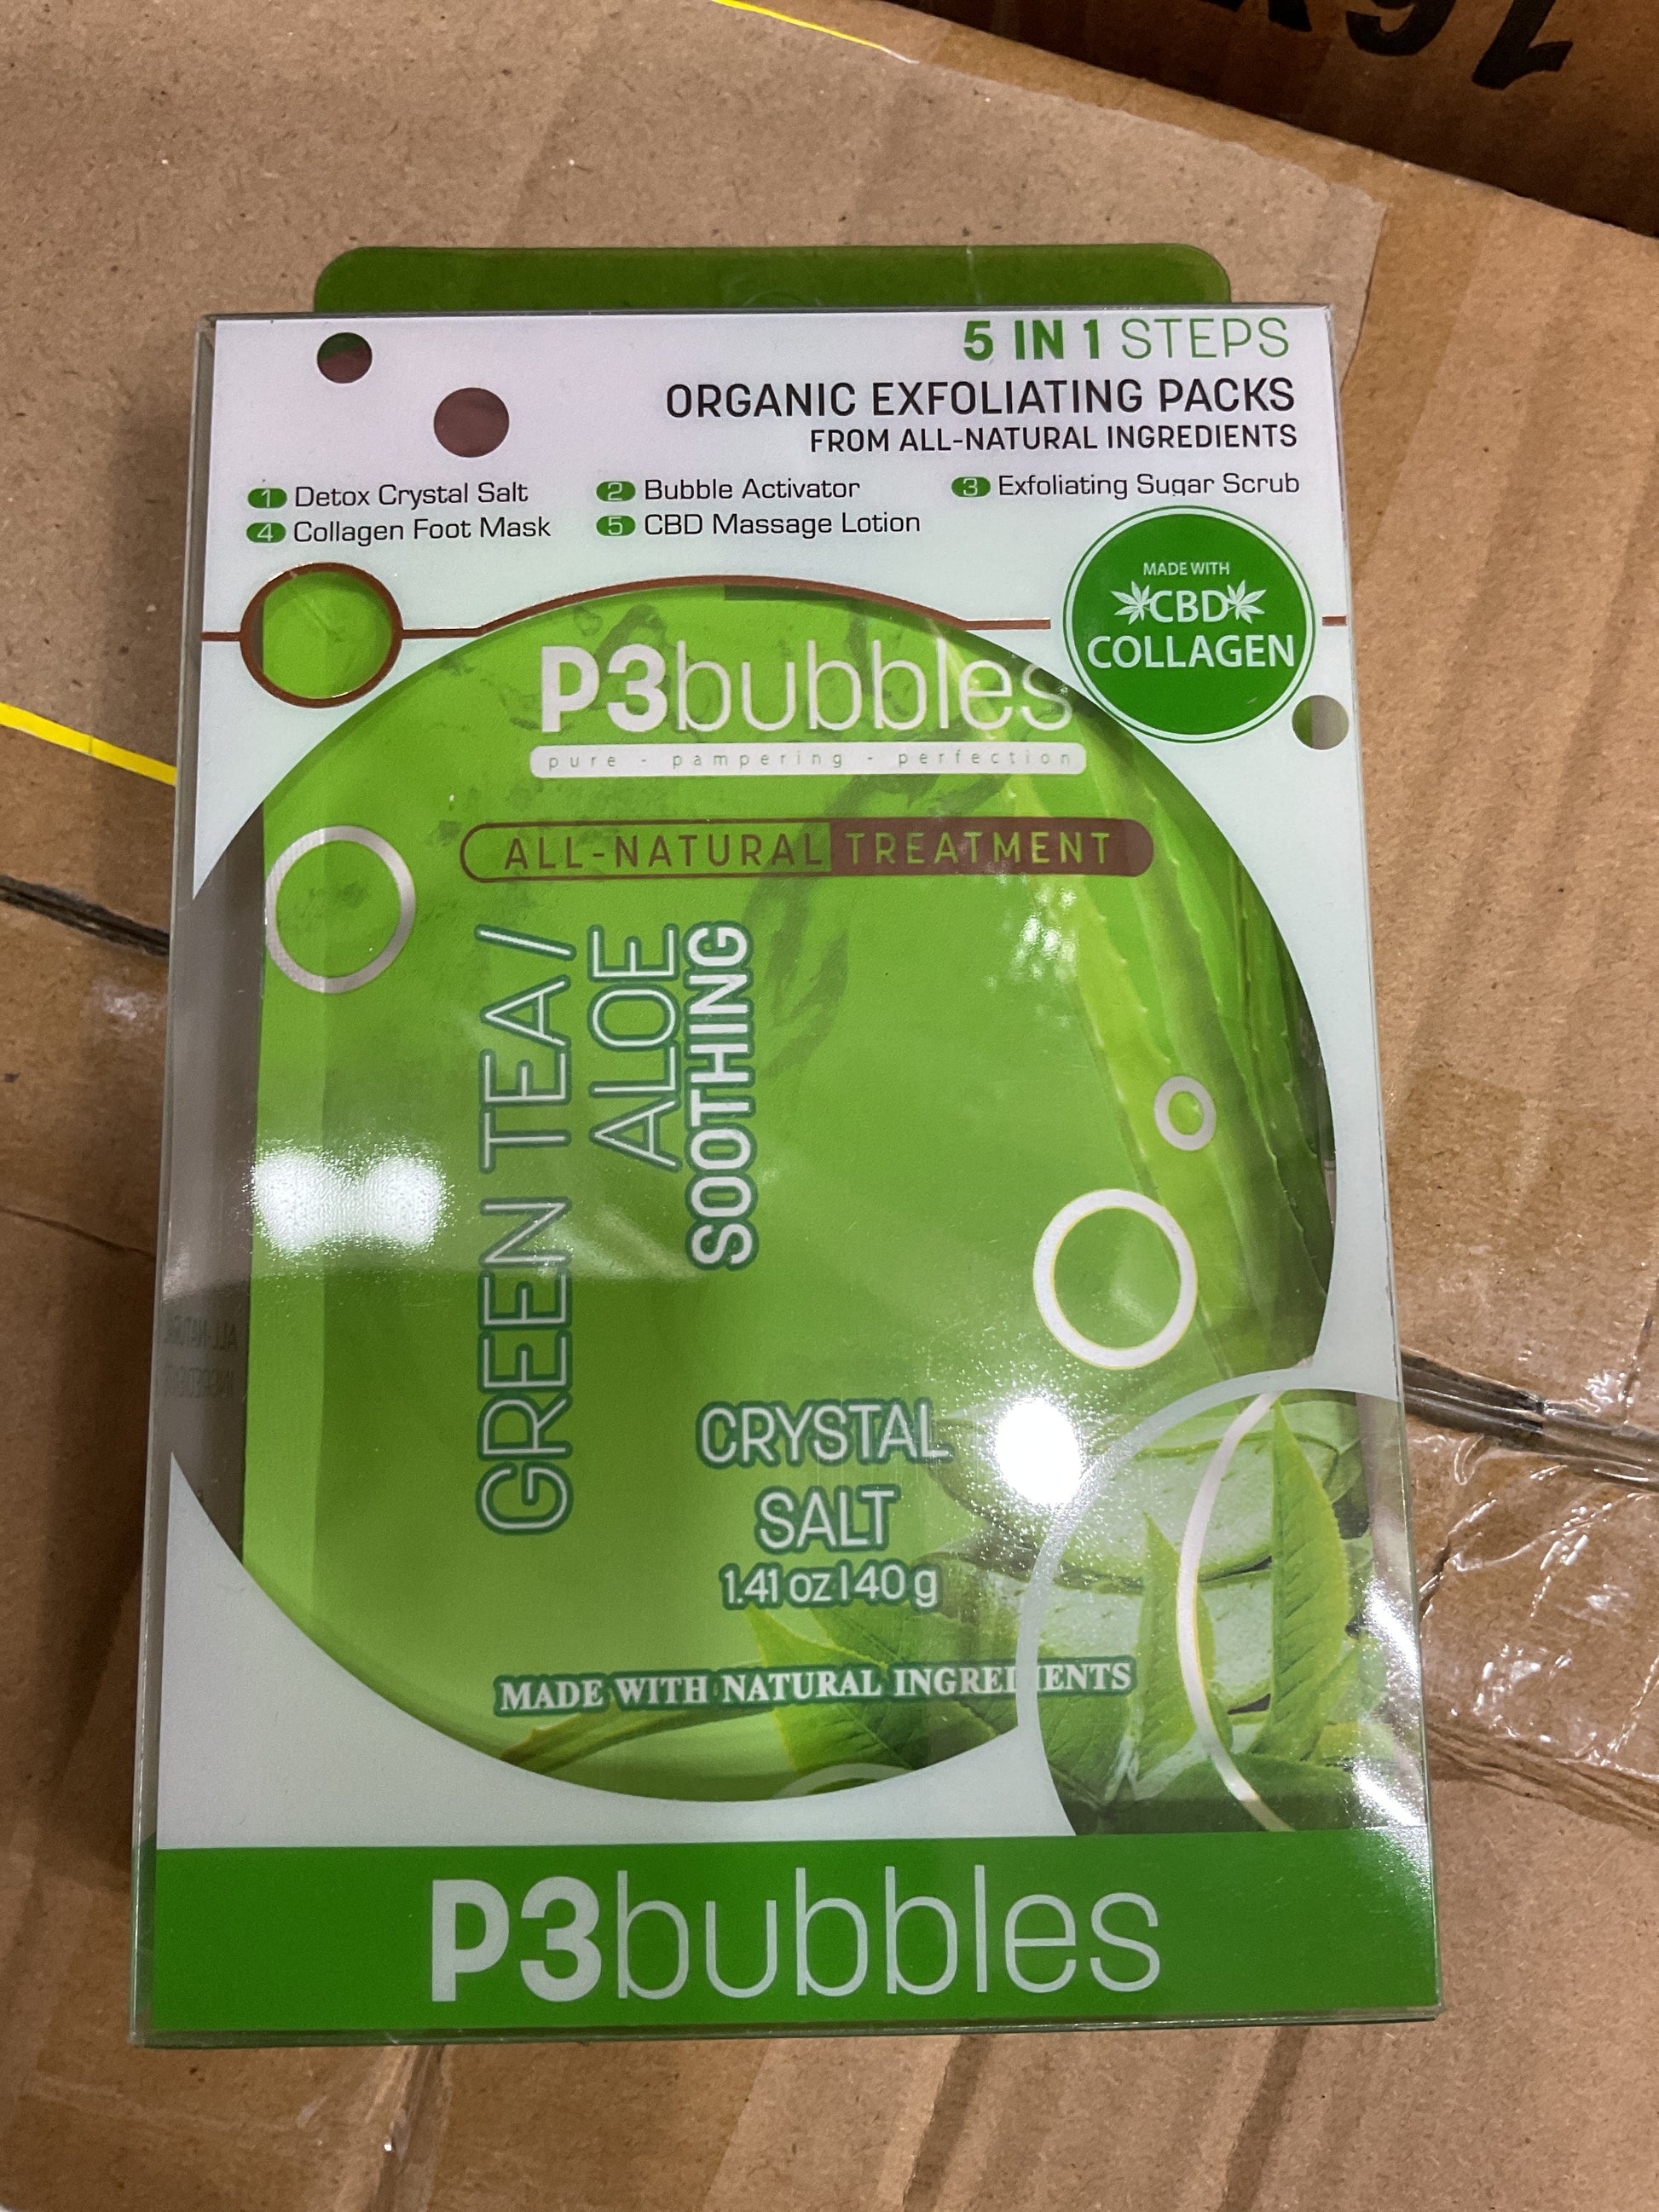 5 IN 1 STEPS
ORGANIC EXFOLIATING PACKS
FROM ALL-NATURAL INGREDIENTS
1 Detox Crystal Salt
2 Bubble Activator
3 Exfoliating Sugar Scrub
4 Collagen Foot Mask
5 CBD Massage Lotion
MADE WITH
CBD
COLLAGEN
P3bubbles
pure - pampering - perfection
ALL-NATURAL TREATMENT
GREEN TEA /
ALOE
SOOTHING
CRYSTAL
SALT
1.41 oz | 40 g
MADE WITH NATURAL INGREDIENTS
P3bubbles